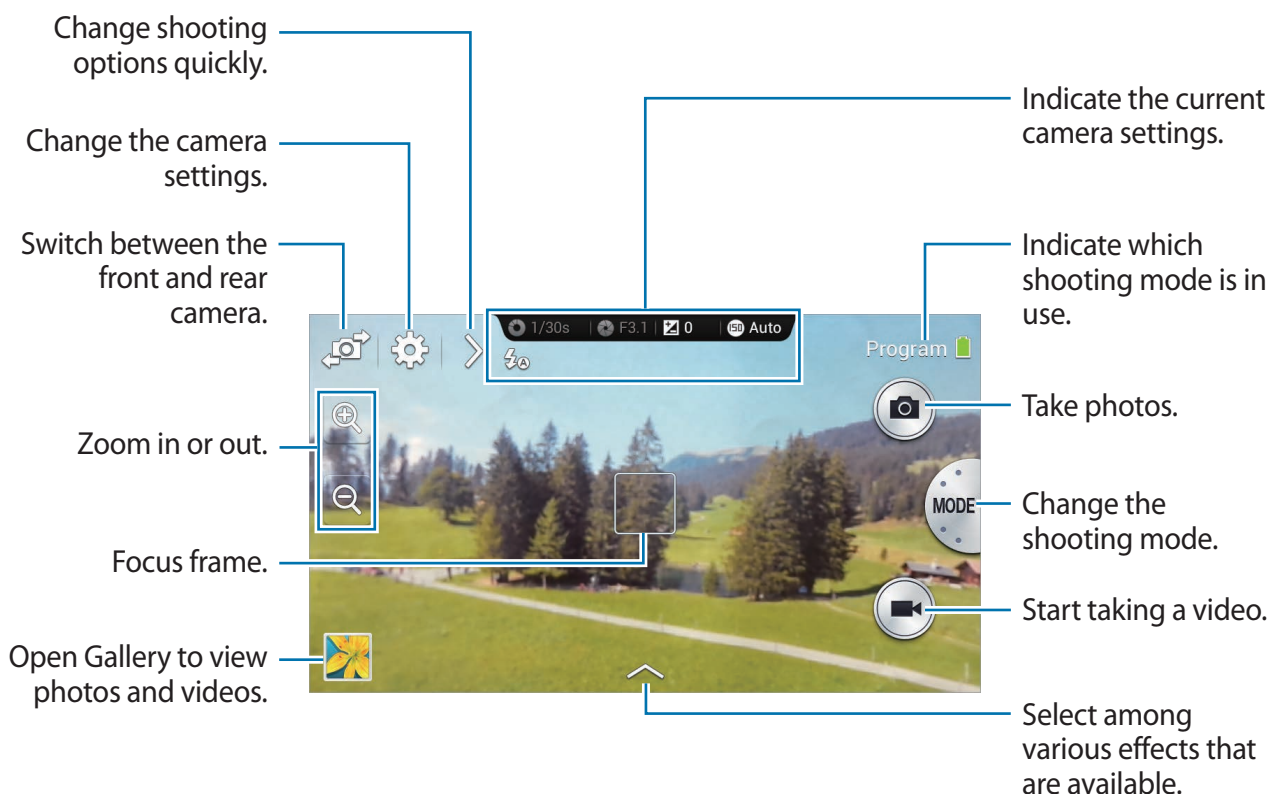 Change shooting
options quickly.
Change the camera
settings.
Switch between the
front and rear
camera.
Zoom in or out.
Focus frame.
Open Gallery to view
photos and videos.
1/30s
F3.1
0
ISO
Auto
A
Program
MODE
Indicate the current
camera settings.
Indicate which
shooting mode is in
use.
Take photos.
Change the
shooting mode.
Start taking a video.
Select among
various effects that
are available.